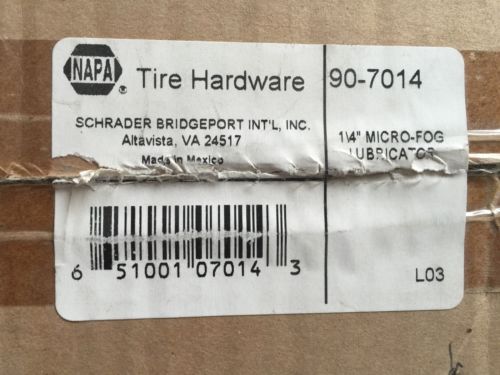 NAPA ®
Tire Hardware
90-7014
SCHRADER BRIDGEPORT INT'L, INC.
Altavista, VA 24517
Made in Mexico
1\4" MICRO-FOG
LUBRICATOR
6 51001 07014 3
L03